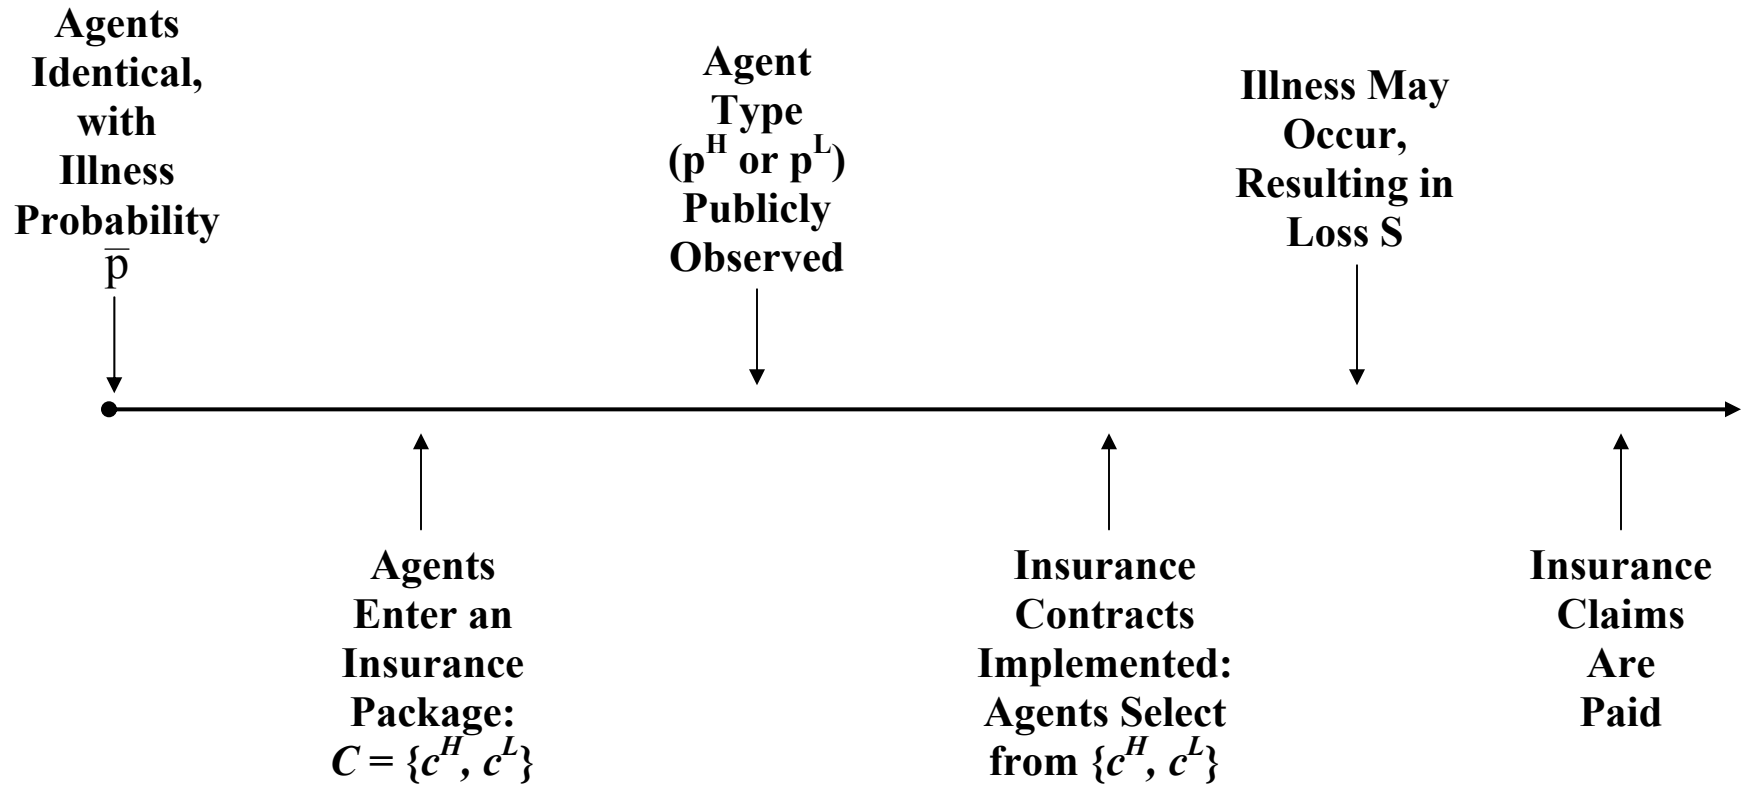 Agents
Identical,
with
Illness
Probability
p̅
Agents
Enter an
Insurance
Package:
C = {c^H, c^L}
Agent
Type
(p^H or p^L)
Publicly
Observed
Insurance
Contracts
Implemented:
Agents Select
from {c^H, c^L}
Illness May
Occur,
Resulting in
Loss S
Insurance
Claims
Are
Paid